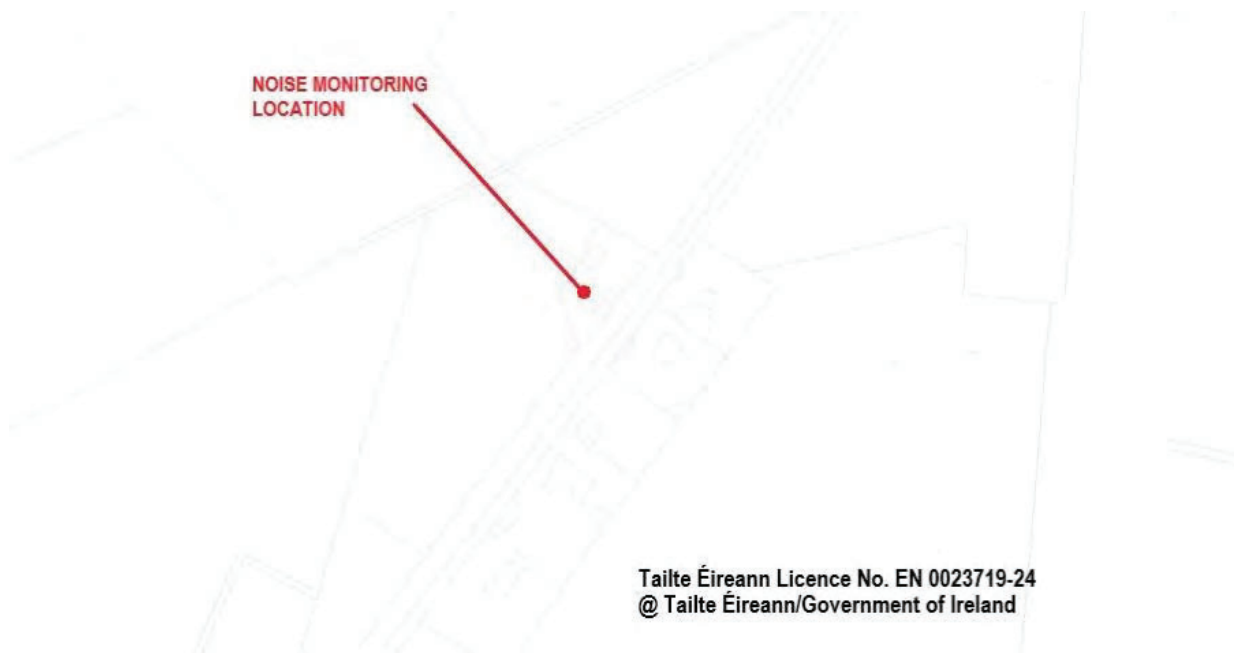 NOISE MONITORING
LOCATION
Tailte Éireann Licence No. EN 0023719-24
@ Tailte Éireann/Government of Ireland